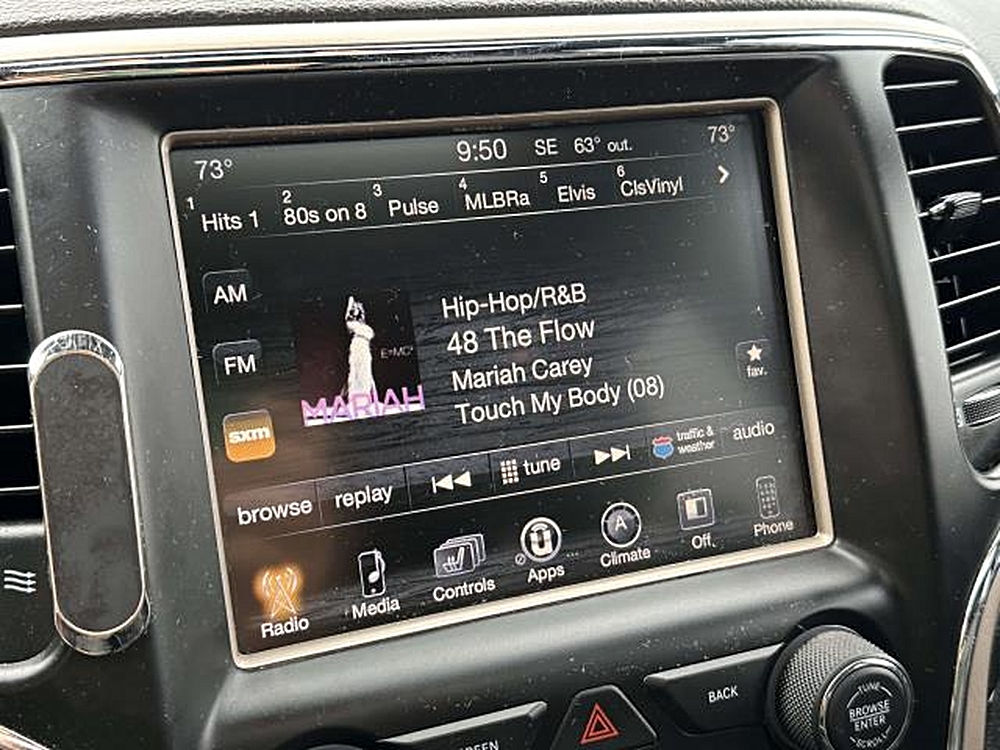 73° 9:50 SE 63° out. 73°
1 Hits 1 2 80s on 8 3 Pulse 4 MLBRa 5 Elvis 6 ClsVinyl
AM
FM
sxm
E=MC²
MARIAH
Hip-Hop/R&B
48 The Flow
Mariah Carey
Touch My Body (08)
fav.
browse replay tune traffic & weather audio
Radio Media Controls Apps Climate Off Phone
A
BACK
TUNE
BROWSE
ENTER
SCROLL